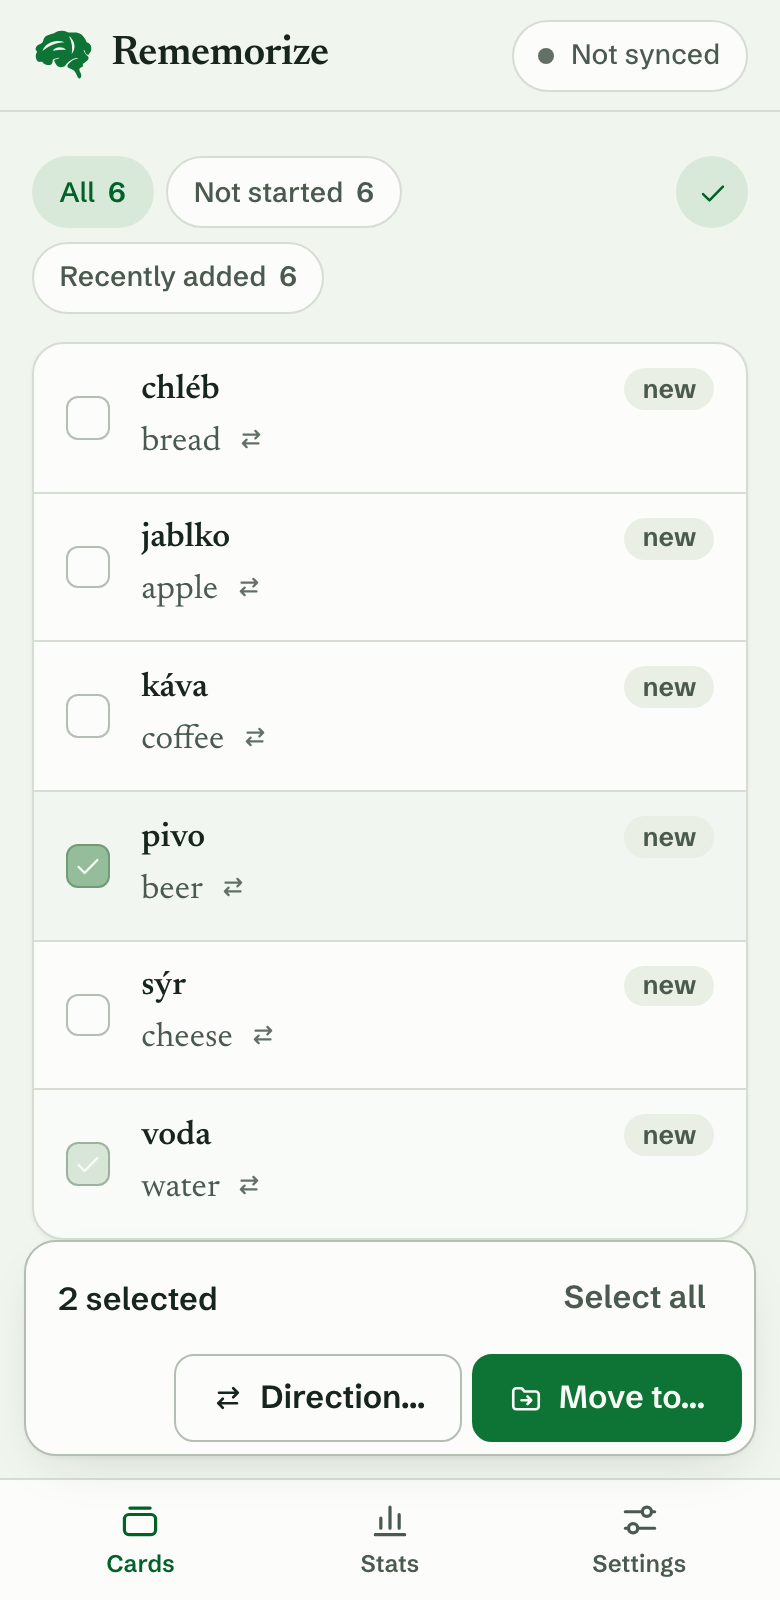 Rememorize
Not synced
All 6
Not started 6
Recently added 6
chléb
new
bread
jablko
new
apple
káva
new
coffee
pivo
new
beer
sýr
new
cheese
voda
new
water
2 selected
Select all
Direction...
Move to...
Cards
Stats
Settings